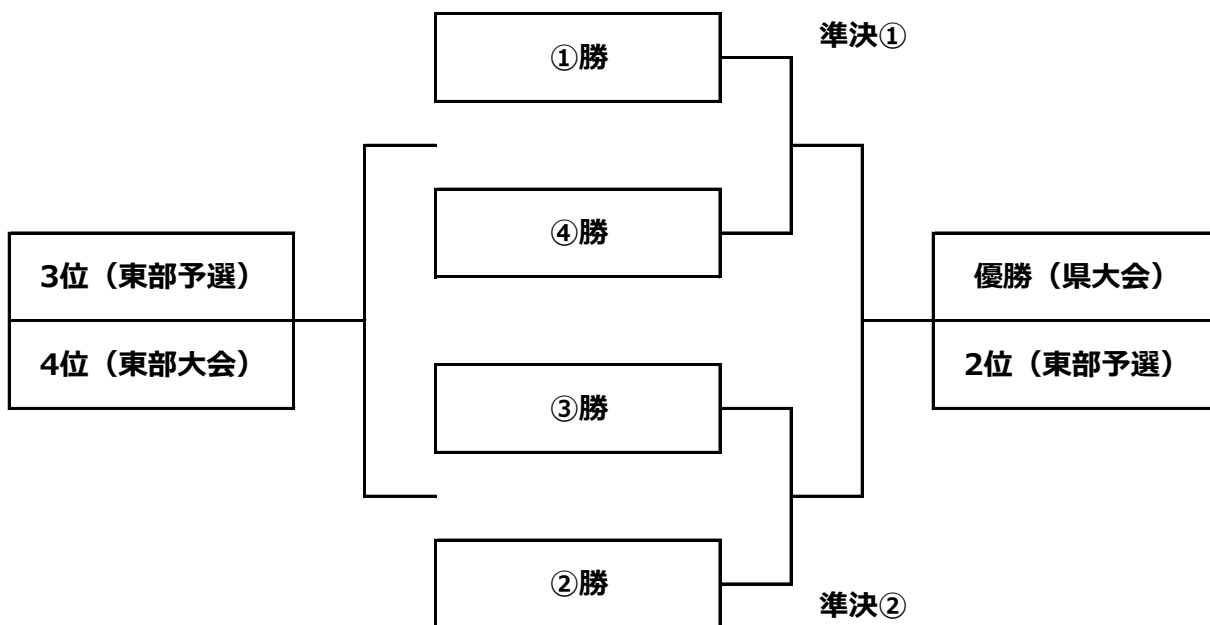 ①勝
準決①
④勝
3位（東部予選）
4位（東部大会）
優勝（県大会）
2位（東部予選）
③勝
②勝
準決②